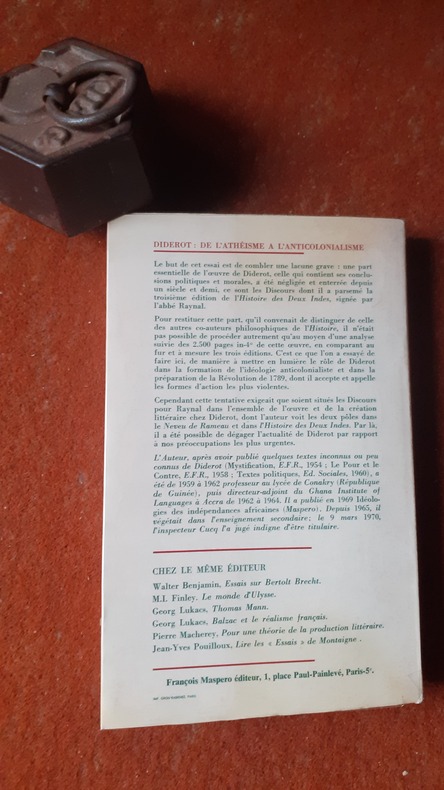 DIDEROT : DE L'ATHÉISME A L'ANTICOLONIALISME
Le but de cet essai est de combler une lacune grave : une part
essentielle de l'œuvre de Diderot, celle qui contient ses conclu-
sions politiques et morales, a été négligée et enterrée depuis
un siècle et demi, ce sont les Discours dont il a parsemé la
troisième édition de l'Histoire des Deux Indes, signée par
l'abbé Raynal.
Pour restituer cette part, qu'il convenait de distinguer de celle
des autres co-auteurs philosophiques de l'Histoire, il n'était
pas possible de procéder autrement qu'au moyen d'une analyse
suivie des 2.500 pages in-4° de cette œuvre, en comparant au
fur et à mesure les trois éditions. C'est ce que l'on a essayé de
faire ici, de manière à mettre en lumière le rôle de Diderot
dans la formation de l'idéologie anticolonialiste et dans la
préparation de la Révolution de 1789, dont il accepte et appelle
les formes d'action les plus violentes.
Cependant cette tentative exigeait que soient situés les Discours
pour Raynal dans l'ensemble de l'œuvre et de la création
littéraire chez Diderot, dont l'auteur voit les deux pôles dans
le Neveu de Rameau et dans l'Histoire des Deux Indes. Par là,
il a été possible de dégager l'actualité de Diderot par rapport
à nos préoccupations les plus urgentes.
L'Auteur, après avoir publié quelques textes inconnus ou peu
connus de Diderot (Mystification, E.F.R., 1954 ; Le Pour et le
Contre, E.F.R., 1958 ; Textes politiques, Ed. Sociales, 1960), a
été de 1959 à 1962 professeur au lycée de Conakry (République
de Guinée), puis directeur-adjoint du Ghana Institute of
Languages à Accra de 1962 à 1964. Il a publié en 1969 Idéolo-
gies des indépendances africaines (Maspero). Depuis 1965, il
végétait dans l'enseignement secondaire ; le 9 mars 1970,
l'inspecteur Cucq l'a jugé indigne d'être titulaire.
CHEZ LE MÊME ÉDITEUR
Walter Benjamin, Essais sur Bertolt Brecht.
M.I. Finley, Le monde d'Ulysse.
Georg Lukacs, Thomas Mann.
Georg Lukacs, Balzac et le réalisme français.
Pierre Macherey, Pour une théorie de la production littéraire.
Jean-Yves Pouilloux, Lire les « Essais » de Montaigne .
François Maspero éditeur, 1, place Paul-Painlevé, Paris-5e.